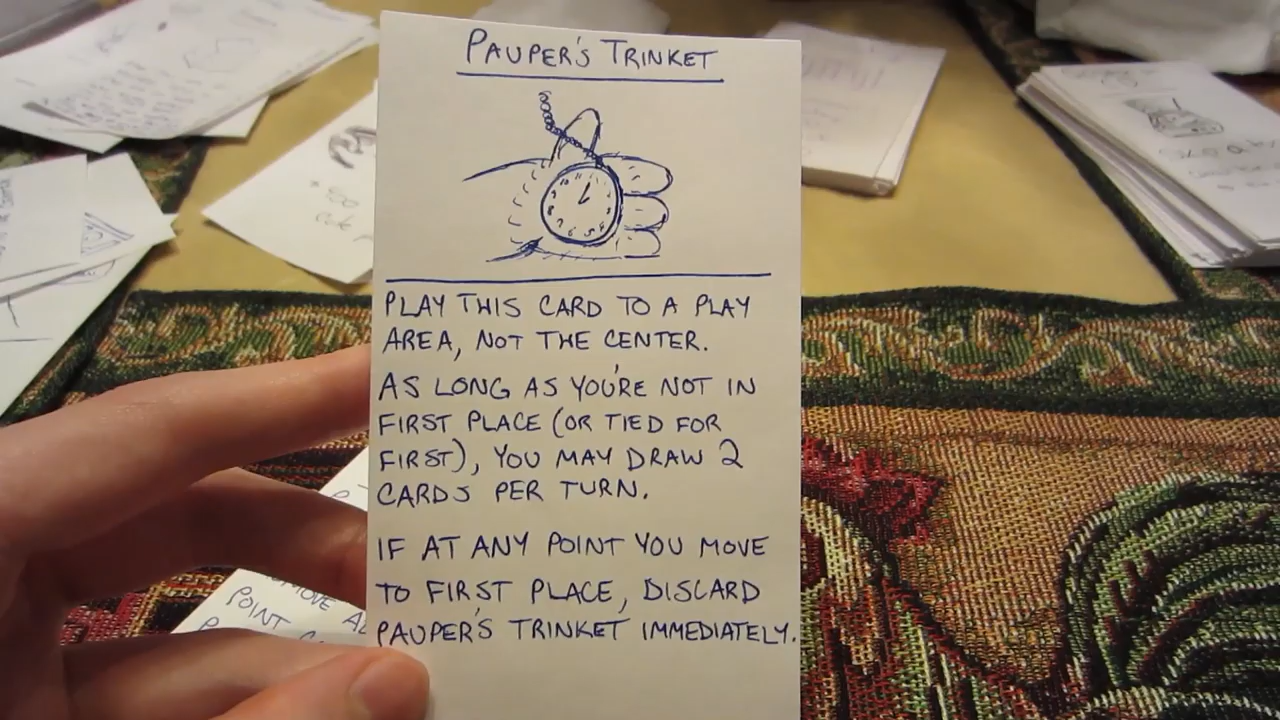 PAUPER'S TRINKET
PLAY THIS CARD TO A PLAY
AREA, NOT THE CENTER.
AS LONG AS YOU'RE NOT IN
FIRST PLACE (OR TIED FOR
FIRST), YOU MAY DRAW 2
CARDS PER TURN.
IF AT ANY POINT YOU MOVE
TO FIRST PLACE, DISCARD
PAUPER'S TRINKET IMMEDIATELY.
POINT